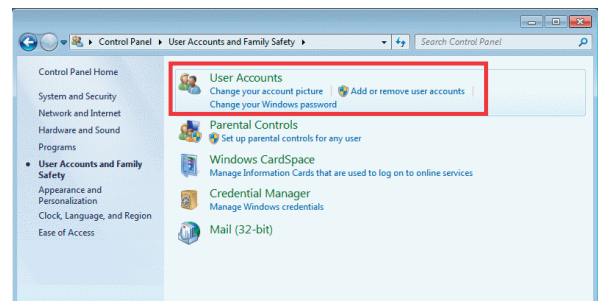 Control Panel ▸ User Accounts and Family Safety ▸
Search Control Panel
Control Panel Home
System and Security
Network and Internet
Hardware and Sound
Programs
User Accounts and Family
Safety
Appearance and
Personalization
Clock, Language, and Region
Ease of Access
User Accounts
Change your account picture
Add or remove user accounts
Change your Windows password
Parental Controls
Set up parental controls for any user
Windows CardSpace
Manage Information Cards that are used to log on to online services
Credential Manager
Manage Windows credentials
Mail (32-bit)